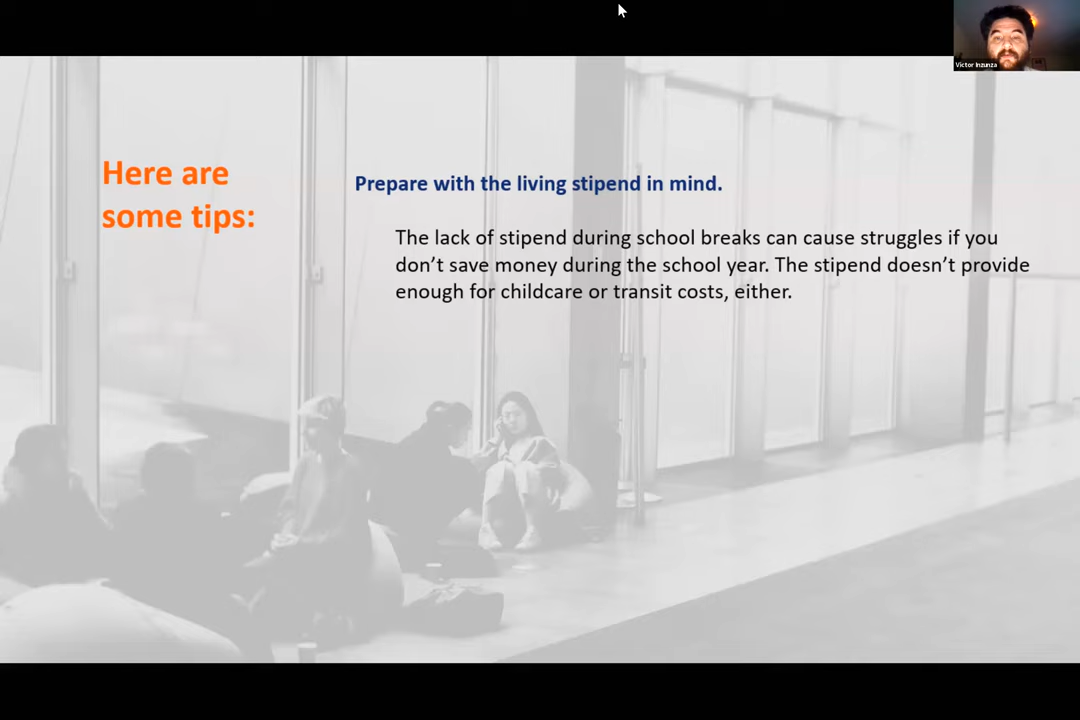 Victor Inzunza
Here are
some tips:
Prepare with the living stipend in mind.
The lack of stipend during school breaks can cause struggles if you
don’t save money during the school year. The stipend doesn’t provide
enough for childcare or transit costs, either.